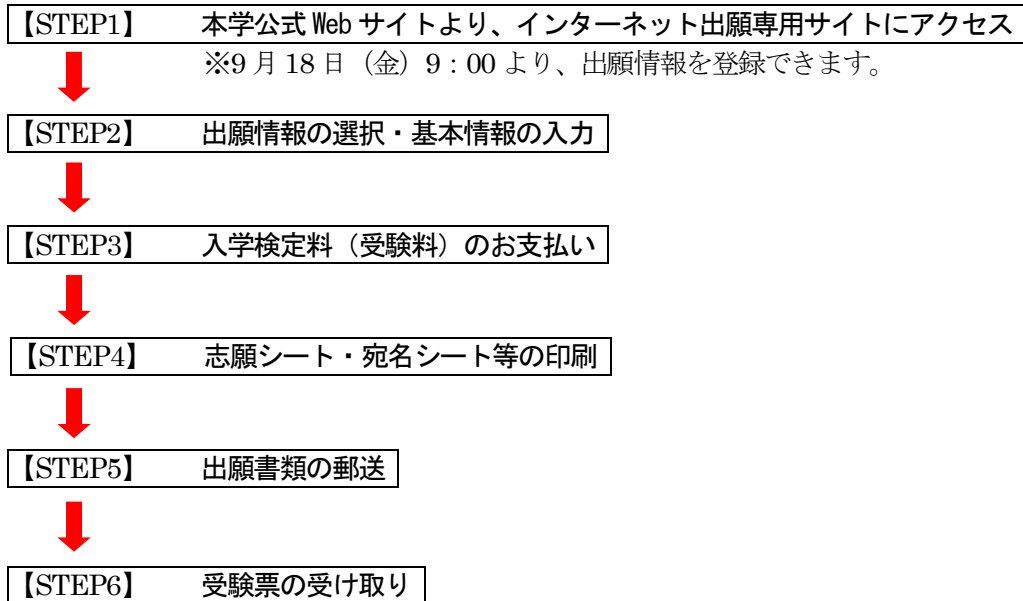 【STEP1】 本学公式 Web サイトより、インターネット出願専用サイトにアクセス
※9 月 18 日（金）9：00 より、出願情報を登録できます。
【STEP2】 出願情報の選択・基本情報の入力
【STEP3】 入学検定料（受験料）のお支払い
【STEP4】 志願シート・宛名シート等の印刷
【STEP5】 出願書類の郵送
【STEP6】 受験票の受け取り